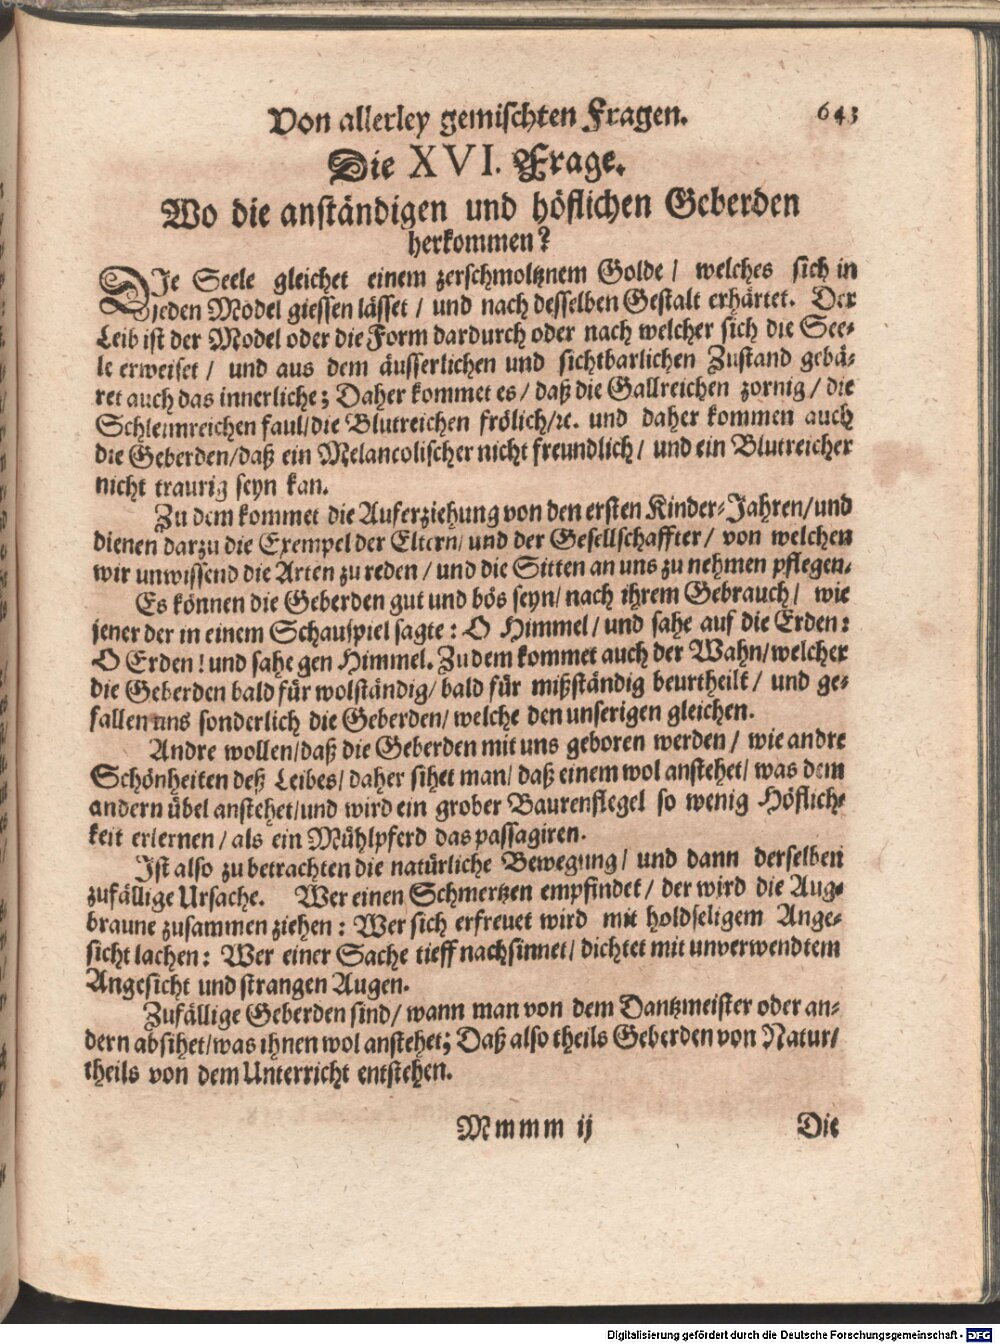 Von allerley gemischten Fragen. 643
Die XVI. Frage.
Wo die anständigen und höflichen Geberden
herkommen?
DIe Seele gleichet einem zerschmoltznem Golde / welches sich in
jeden Model giessen lässet / und nach desselben Gestalt erhärtet. Der
Leib ist der Model oder die Form dardurch oder nach welcher sich die See-
le erweiset / und aus dem äusserlichen und sichtbarlichen Zustand gebä-
ret auch das innerliche; Daher kommet es / daß die Gallreichen zornig / die
Schleimreichen faul/die Blutreichen frölich/ꝛc. und daher kommen auch
die Geberden/daß ein Melancolischer nicht freundlich / und ein Blutreicher
nicht traurig seyn kan.
Zu dem kommet die Auferziehung von den ersten Kinder-Jahren/und
dienen darzu die Exempel der Eltern/ und der Gesellschaffter / von welchen
wir unwissend die Arten zu reden / und die Sitten an uns zu nehmen pflegen.
Es können die Geberden gut und bös seyn/ nach ihrem Gebrauch / wie
jener der in einem Schauspiel sagte: O Himmel / und sahe auf die Erden:
O Erden! und sahe gen Himmel. Zu dem kommet auch der Wahn/welcher
die Geberden bald für wolständig/ bald für mißständig beurtheilt / und ge-
fallen uns sonderlich die Geberden/ welche den unserigen gleichen.
Andre wollen/daß die Geberden mit uns geboren werden / wie andre
Schönheiten deß Leibes/ daher sihet man/ daß einem wol anstehet/ was dem
andern übel anstehet/und wird ein grober Baurenflegel so wenig Höflich-
keit erlernen / als ein Mühlpferd das passagiren.
Ist also zu betrachten die natürliche Bewegung / und dann derselben
zufällige Ursache. Wer einen Schmertzen empfindet / der wird die Aug-
braune zusammen ziehen: Wer sich erfreuet wird mit holdseligem Ange-
sicht lachen: Wer einer Sache tieff nachsinnet/ dichtet mit unverwendtem
Angesicht und strangen Augen.
Zufällige Geberden sind/ wann man von dem Dantzmeister oder an-
dern absihet/was ihnen wol anstehet; Daß also theils Geberden von Natur/
theils von dem Unterricht entstehen.
Mmmm ij Die
Digitalisierung gefördert durch die Deutsche Forschungsgemeinschaft - DFG